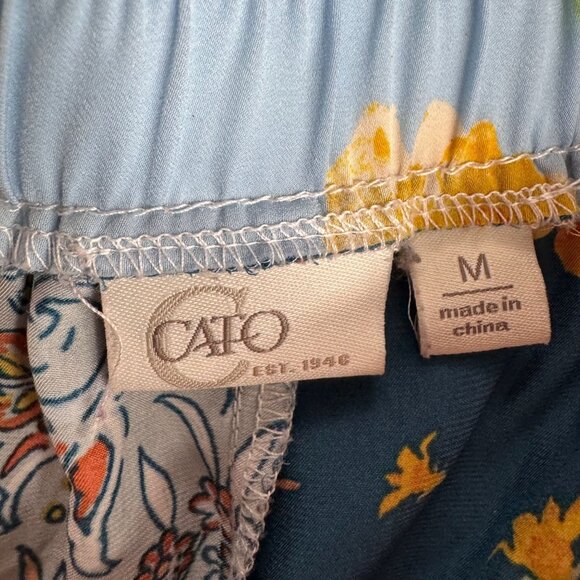 C
CATO
EST. 1946
M
made in
china